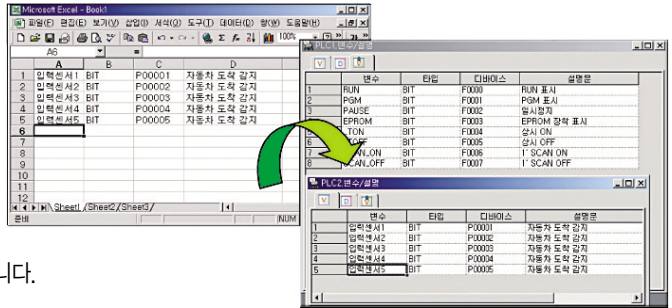 Microsoft Excel - Book1
파일(F) 편집(E) 보기(V) 삽입(I) 서식(O) 도구(T) 데이터(D) 창(W) 도움말(H)
100%
A6 =
A B C D
1 입력센서1 BIT P00001 자동차 도착 감지
2 입력센서2 BIT P00002 자동차 도착 감지
3 입력센서3 BIT P00003 자동차 도착 감지
4 입력센서4 BIT P00004 자동차 도착 감지
5 입력센서5 BIT P00005 자동차 도착 감지
6
7
8
9
10
11
12
Sheet1 / Sheet2 / Sheet3 /
준비 NUM
PLC1.변수/설명
V D
변수 타입 디바이스 설명문
1 RUN BIT F0000 RUN 표시
2 PGM BIT F0001 PGM 표시
3 PAUSE BIT F0002 일시정지
EPROM BIT F0003 EPROM 장착 표시
TON BIT F0004 상시 ON
BIT F0005 상시 OFF
7 CAN_ON BIT F0006 1' SCAN ON
8 SCAN_OFF BIT F0007 1' SCAN OFF
PLC2.변수/설명
V D
변수 타입 디바이스 설명문
1 입력센서1 BIT P00001 자동차 도착 감지
2 입력센서2 BIT P00002 자동차 도착 감지
3 입력센서3 BIT P00003 자동차 도착 감지
4 입력센서4 BIT P00004 자동차 도착 감지
5 입력센서5 BIT P00005 자동차 도착 감지
니다.